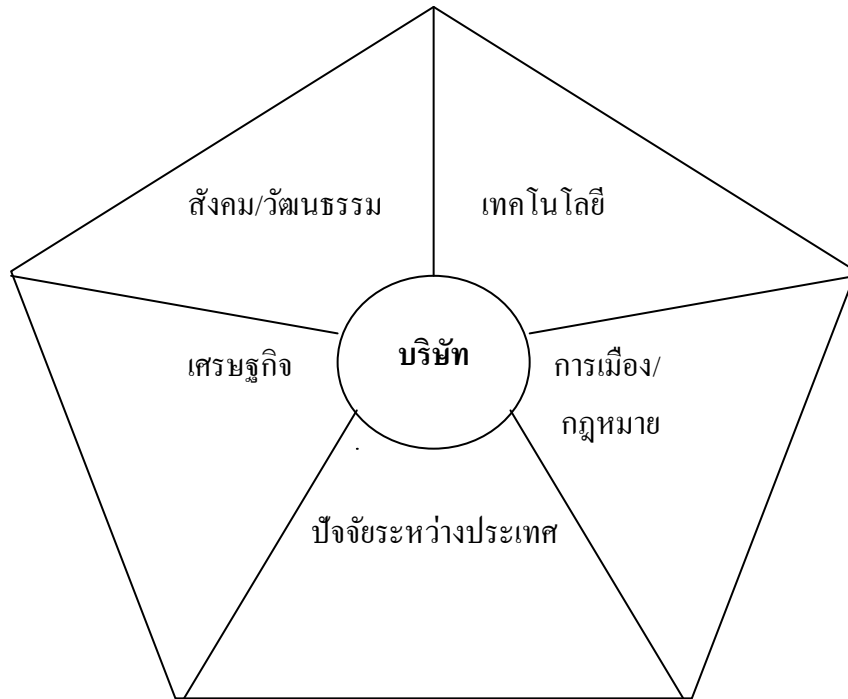 สังคม/วัฒนธรรม
เทคโนโลยี
เศรษฐกิจ
บริษัท
การเมือง/
กฎหมาย
ปัจจัยระหว่างประเทศ